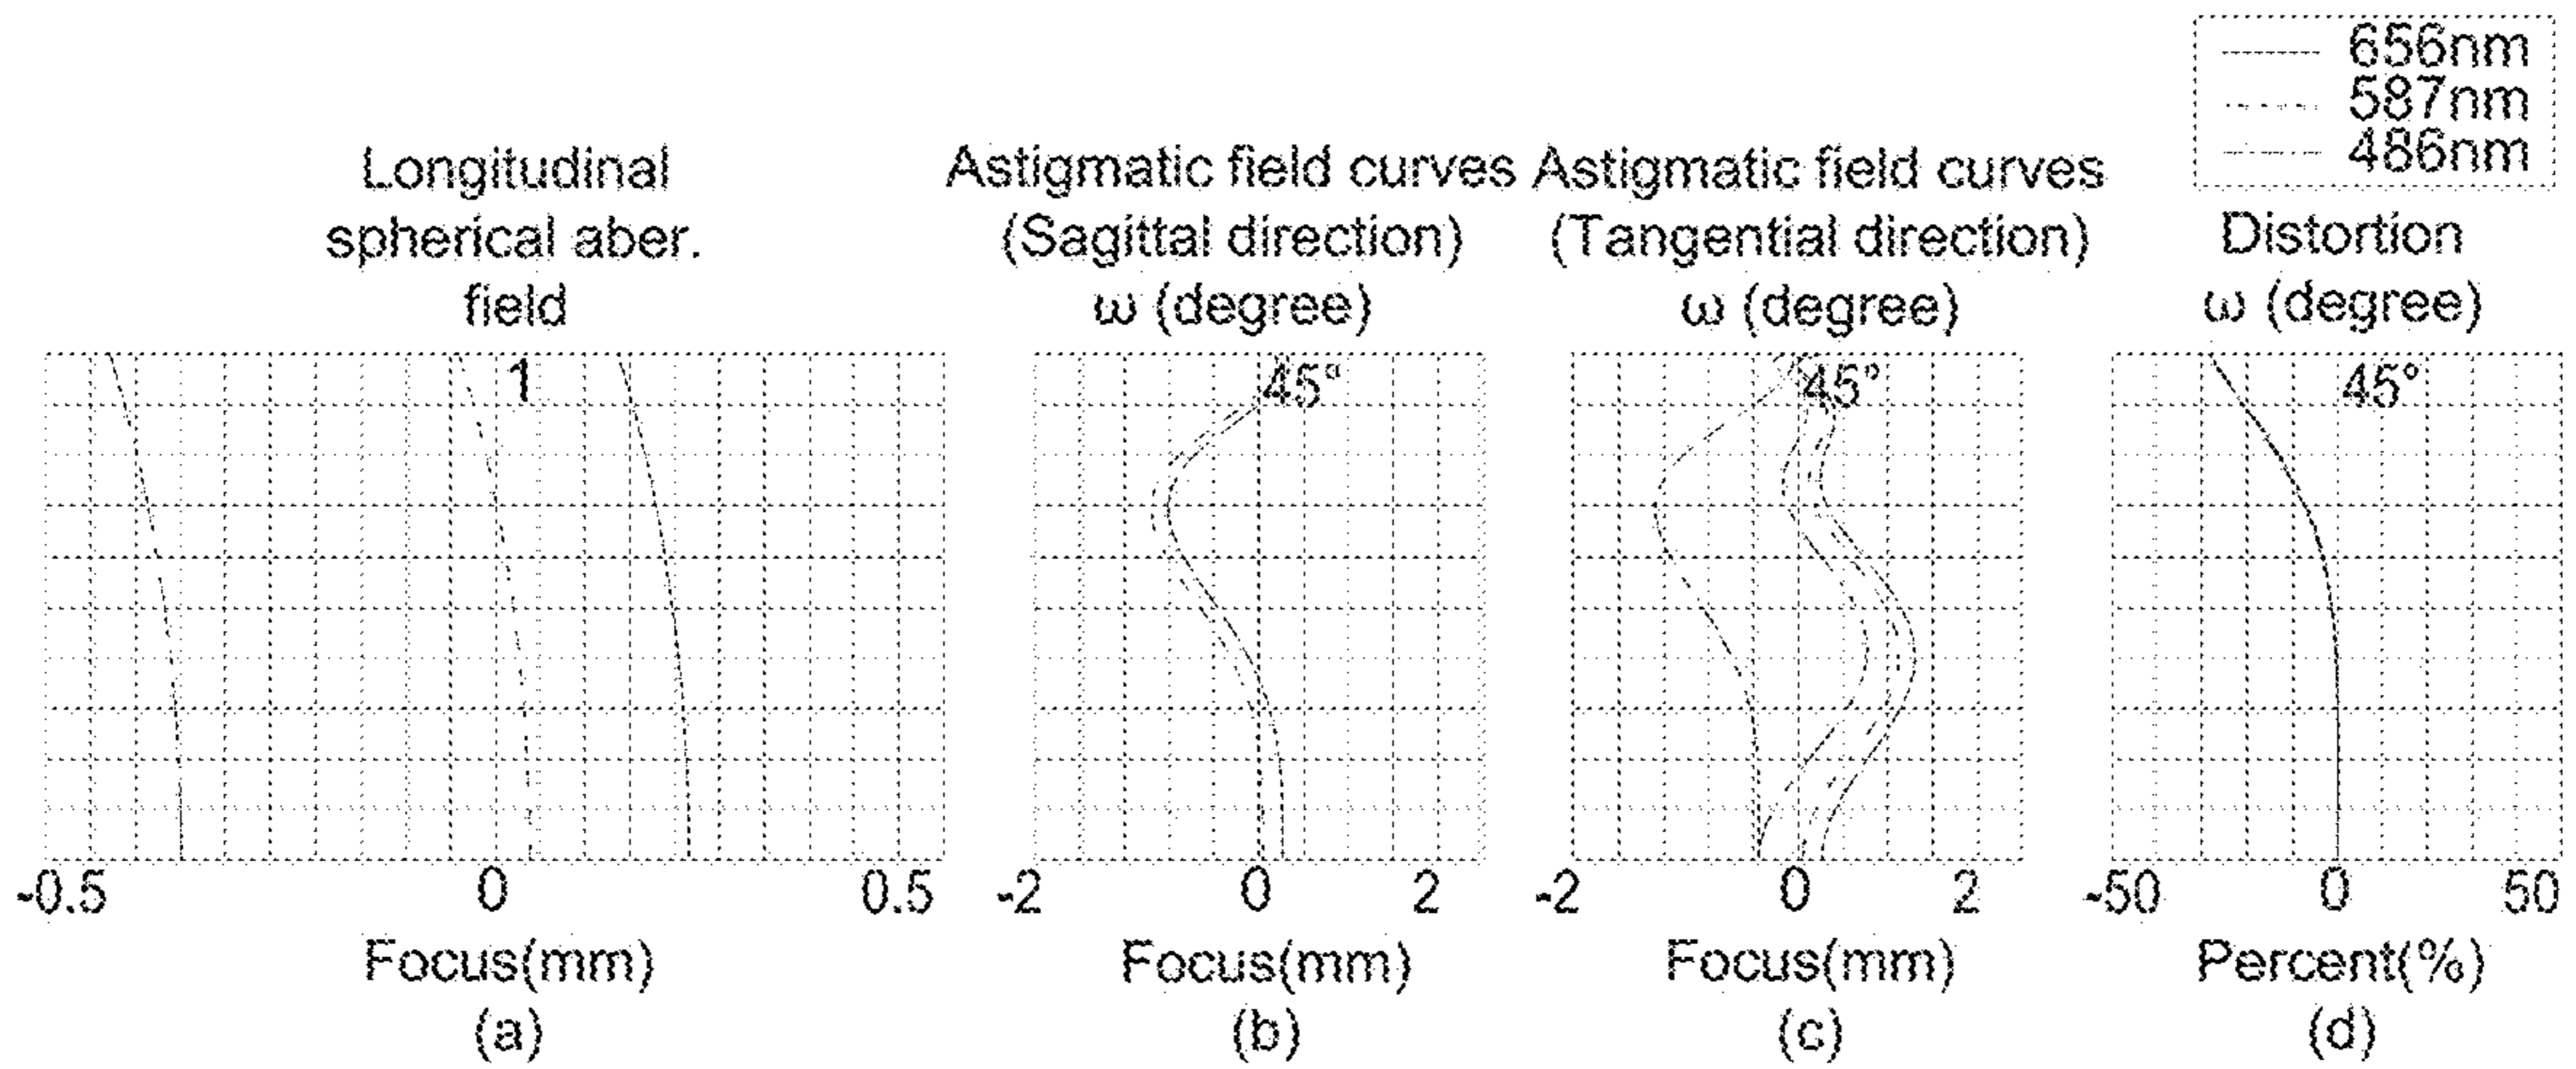 656nm
587nm
486nm
Longitudinal
spherical aber.
field
Astigmatic field curves
(Sagittal direction)
ω (degree)
Astigmatic field curves
(Tangential direction)
ω (degree)
Distortion
ω (degree)
1
45°
45°
45°
-0.5 0 0.5
-2 0 2
-2 0 2
-50 0 50
Focus(mm)
Focus(mm)
Focus(mm)
Percent(%)
(a)
(b)
(c)
(d)